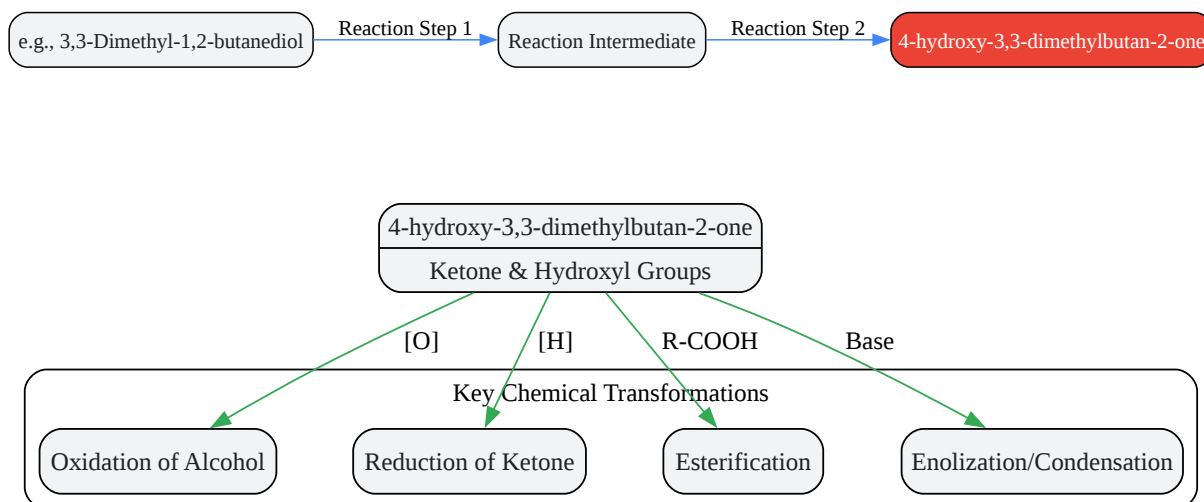 e.g., 3,3-Dimethyl-1,2-butanediol
Reaction Step 1
Reaction Intermediate
Reaction Step 2
4-hydroxy-3,3-dimethylbutan-2-one
4-hydroxy-3,3-dimethylbutan-2-one
Ketone & Hydroxyl Groups
[O]
[H]
R-COOH
Base
Key Chemical Transformations
Oxidation of Alcohol
Reduction of Ketone
Esterification
Enolization/Condensation